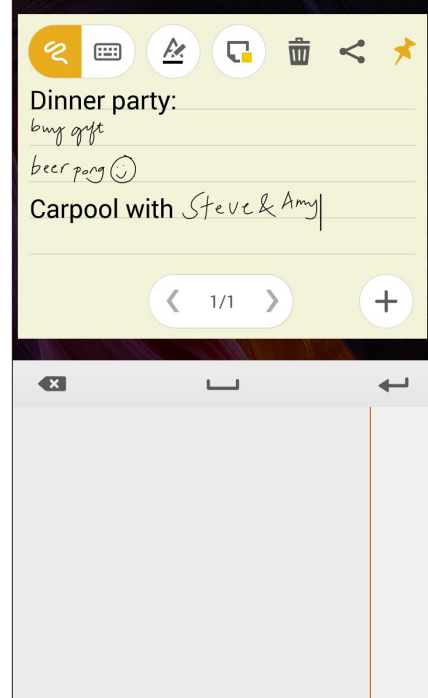 Dinner party:
buy gift
beer pong ☺
Carpool with Steve & Amy
1/1